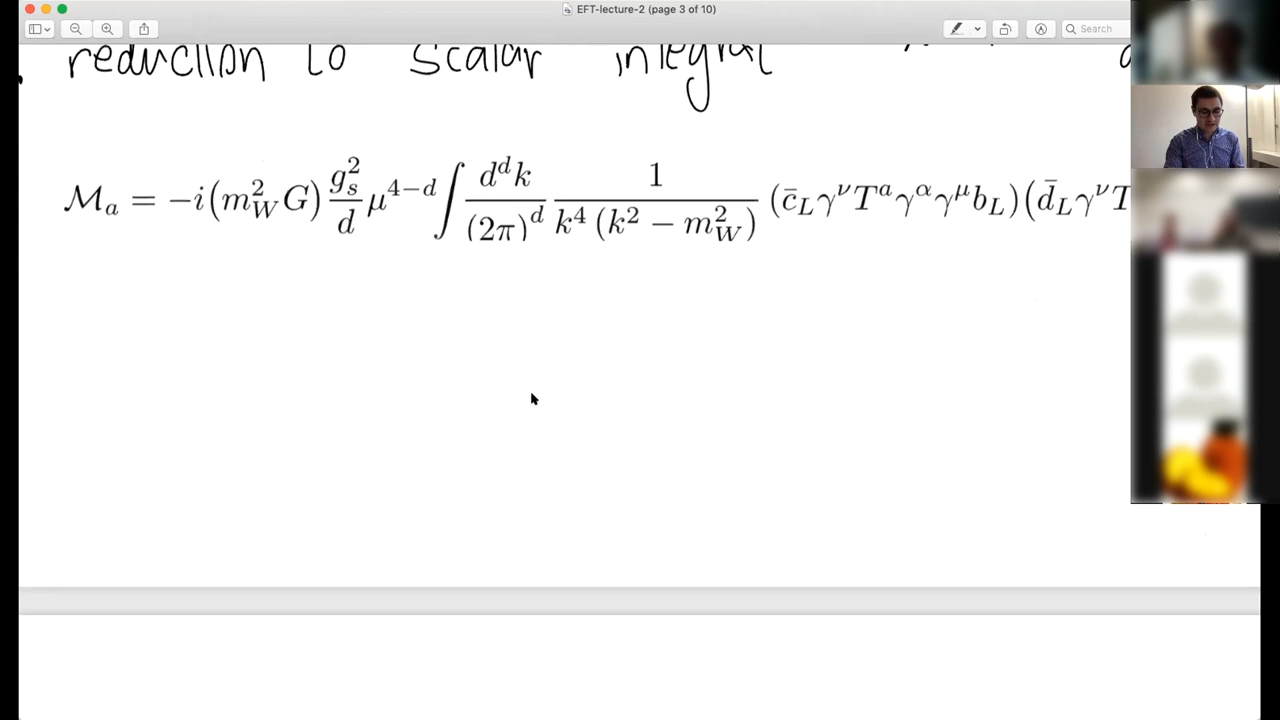 EFT-lecture-2 (page 3 of 10)
Search
reduction to scalar integral
$\mathcal{M}_a = -i(m_W^2 G) \frac{g_s^2}{d} \mu^{4-d} \int \frac{d^d k}{(2\pi)^d} \frac{1}{k^4 (k^2 - m_W^2)} (\bar{c}_L \gamma^\nu T^a \gamma^\alpha \gamma^\mu b_L)(\bar{d}_L \gamma^\nu T$